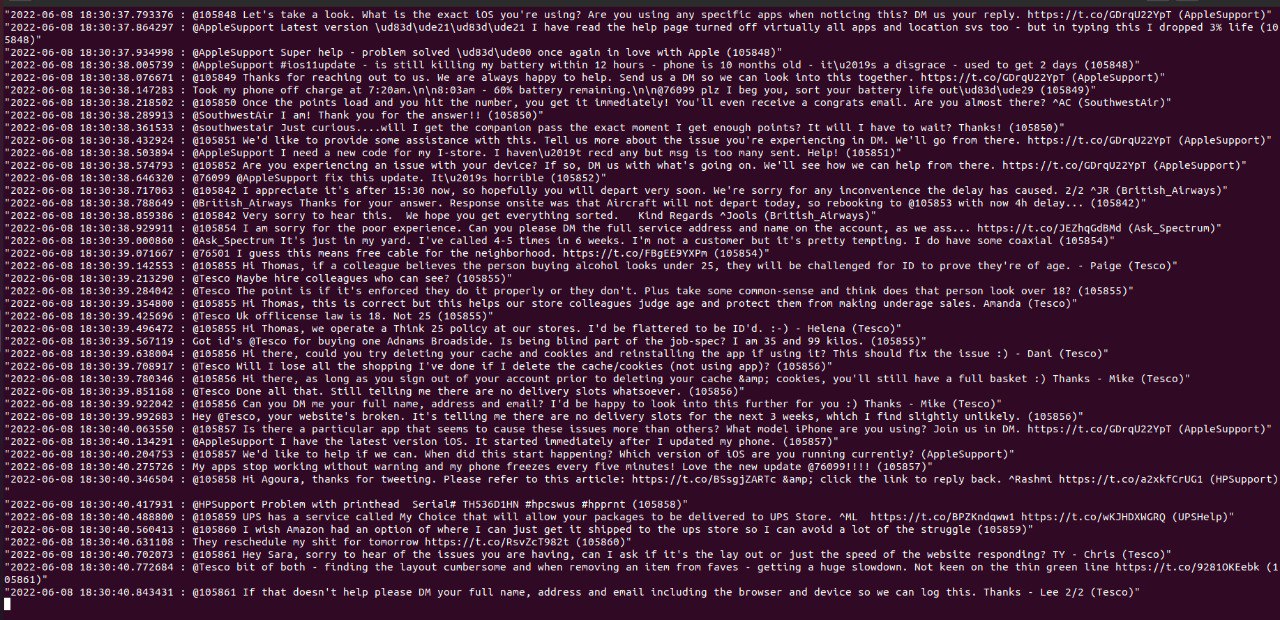 "2022-06-08 18:30:37.793376 : @105848 Let's take a look. What is the exact iOS you're using? Are you using any specific apps when noticing this? DM us your reply. https://t.co/GDrqU22YpT (AppleSupport)"
"2022-06-08 18:30:37.864297 : @AppleSupport Latest version \ud83d\ude21\ud83d\ude21 I have read the help page turned off virtually all apps and location svs too - but in typing this I dropped 3% life (10
5848)"
"2022-06-08 18:30:37.934998 : @AppleSupport Super help - problem solved \ud83d\ude00 once again in love with Apple (105848)"
"2022-06-08 18:30:38.005739 : @AppleSupport #ios11update - is still killing my battery within 12 hours - phone is 10 months old - it\u2019s a disgrace - used to get 2 days (105848)"
"2022-06-08 18:30:38.076671 : @105849 Thanks for reaching out to us. We are always happy to help. Send us a DM so we can look into this together. https://t.co/GDrqU22YpT (AppleSupport)"
"2022-06-08 18:30:38.147283 : Took my phone off charge at 7:20am.\n\n8:03am - 60% battery remaining.\n\n@76099 plz I beg you, sort your battery life out\ud83d\ude29 (105849)"
"2022-06-08 18:30:38.218502 : @105850 Once the points load and you hit the number, you get it immediately! You'll even receive a congrats email. Are you almost there? ^AC (SouthwestAir)"
"2022-06-08 18:30:38.289913 : @SouthwestAir I am! Thank you for the answer!! (105850)"
"2022-06-08 18:30:38.361533 : @southwestair Just curious....will I get the companion pass the exact moment I get enough points? It will I have to wait? Thanks! (105850)"
"2022-06-08 18:30:38.432924 : @105851 We'd like to provide some assistance with this. Tell us more about the issue you're experiencing in DM. We'll go from there. https://t.co/GDrqU22YpT (AppleSupport)"
"2022-06-08 18:30:38.503894 : @AppleSupport I need a new code for my I-store. I haven\u2019t recd any but msg is too many sent. Help! (105851)"
"2022-06-08 18:30:38.574793 : @105852 Are you experiencing an issue with your device? If so, DM us with what's going on. We'll see how we can help from there. https://t.co/GDrqU22YpT (AppleSupport)"
"2022-06-08 18:30:38.646320 : @76099 @AppleSupport fix this update. It\u2019s horrible (105852)"
"2022-06-08 18:30:38.717063 : @105842 I appreciate it's after 15:30 now, so hopefully you will depart very soon. We're sorry for any inconvenience the delay has caused. 2/2 ^JR (British_Airways)"
"2022-06-08 18:30:38.788649 : @British_Airways Thanks for your answer. Response onsite was that Aircraft will not depart today, so rebooking to @105853 with now 4h delay... (105842)"
"2022-06-08 18:30:38.859386 : @105842 Very sorry to hear this.  We hope you get everything sorted.   Kind Regards ^Jools (British_Airways)"
"2022-06-08 18:30:38.929911 : @105854 I am sorry for the poor experience. Can you please DM the full service address and name on the account, as we ass... https://t.co/JEZhqGdBMd (Ask_Spectrum)"
"2022-06-08 18:30:39.000860 : @Ask_Spectrum It's just in my yard. I've called 4-5 times in 6 weeks. I'm not a customer but it's pretty tempting. I do have some coaxial (105854)"
"2022-06-08 18:30:39.071667 : @76501 I guess this means free cable for the neighborhood. https://t.co/FBgEE9YXPm (105854)"
"2022-06-08 18:30:39.142553 : @105855 Hi Thomas, if a colleague believes the person buying alcohol looks under 25, they will be challenged for ID to prove they're of age. - Paige (Tesco)"
"2022-06-08 18:30:39.213290 : @Tesco Maybe hire colleagues who can see? (105855)"
"2022-06-08 18:30:39.284042 : @Tesco The point is if it's enforced they do it properly or they don't. Plus take some common-sense and think does that person look over 18? (105855)"
"2022-06-08 18:30:39.354800 : @105855 Hi Thomas, this is correct but this helps our store colleagues judge age and protect them from making underage sales. Amanda (Tesco)"
"2022-06-08 18:30:39.425696 : @Tesco Uk offlicense law is 18. Not 25 (105855)"
"2022-06-08 18:30:39.496472 : @105855 Hi Thomas, we operate a Think 25 policy at our stores. I'd be flattered to be ID'd. :-) - Helena (Tesco)"
"2022-06-08 18:30:39.567119 : Got id's @Tesco for buying one Adnams Broadside. Is being blind part of the job-spec? I am 35 and 99 kilos. (105855)"
"2022-06-08 18:30:39.638004 : @105856 Hi there, could you try deleting your cache and cookies and reinstalling the app if using it? This should fix the issue :) - Dani (Tesco)"
"2022-06-08 18:30:39.708917 : @Tesco Will I lose all the shopping I've done if I delete the cache/cookies (not using app)? (105856)"
"2022-06-08 18:30:39.780346 : @105856 Hi there, as long as you sign out of your account prior to deleting your cache &amp; cookies, you'll still have a full basket :) Thanks - Mike (Tesco)"
"2022-06-08 18:30:39.851168 : @Tesco Done all that. Still telling me there are no delivery slots whatsoever. (105856)"
"2022-06-08 18:30:39.922042 : @105856 Can you DM me your full name, address and email? I'd be happy to look into this further for you :) Thanks - Mike (Tesco)"
"2022-06-08 18:30:39.992683 : Hey @Tesco, your website's broken. It's telling me there are no delivery slots for the next 3 weeks, which I find slightly unlikely. (105856)"
"2022-06-08 18:30:40.063550 : @105857 Is there a particular app that seems to cause these issues more than others? What model iPhone are you using? Join us in DM. https://t.co/GDrqU22YpT (AppleSupport)"
"2022-06-08 18:30:40.134291 : @AppleSupport I have the latest version iOS. It started immediately after I updated my phone. (105857)"
"2022-06-08 18:30:40.204753 : @105857 We'd like to help if we can. When did this start happening? Which version of iOS are you running currently? (AppleSupport)"
"2022-06-08 18:30:40.275726 : My apps stop working without warning and my phone freezes every five minutes! Love the new update @76099!!!! (105857)"
"2022-06-08 18:30:40.346504 : @105858 Hi Agoura, thanks for tweeting. Please refer to this article: https://t.co/BSsgjZARTc &amp; click the link to reply back. ^Rashmi https://t.co/a2xkfCrUG1 (HPSupport)
"
"2022-06-08 18:30:40.417931 : @HPSupport Problem with printhead  Serial# TH536D1HN #hpcswus #hpprnt (105858)"
"2022-06-08 18:30:40.488800 : @105859 UPS has a service called My Choice that will allow your packages to be delivered to UPS Store. ^ML  https://t.co/BPZKndqww1 https://t.co/wKJHDXWGRQ (UPSHelp)"
"2022-06-08 18:30:40.560413 : @105860 I wish Amazon had an option of where I can just get it shipped to the ups store so I can avoid a lot of the struggle (105859)"
"2022-06-08 18:30:40.631108 : They reschedule my shit for tomorrow https://t.co/RsvZcT982t (105860)"
"2022-06-08 18:30:40.702073 : @105861 Hey Sara, sorry to hear of the issues you are having, can I ask if it's the lay out or just the speed of the website responding? TY - Chris (Tesco)"
"2022-06-08 18:30:40.772684 : @Tesco bit of both - finding the layout cumbersome and when removing an item from faves - getting a huge slowdown. Not keen on the thin green line https://t.co/9281OKEebk (1
05861)"
"2022-06-08 18:30:40.843431 : @105861 If that doesn't help please DM your full name, address and email including the browser and device so we can log this. Thanks - Lee 2/2 (Tesco)"